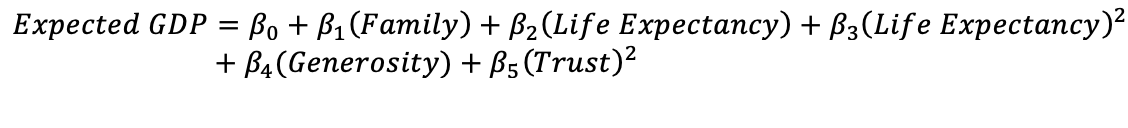 Expected GDP = β₀ + β₁(Family) + β₂(Life Expectancy) + β₃(Life Expectancy)²
+ β₄(Generosity) + β₅(Trust)²